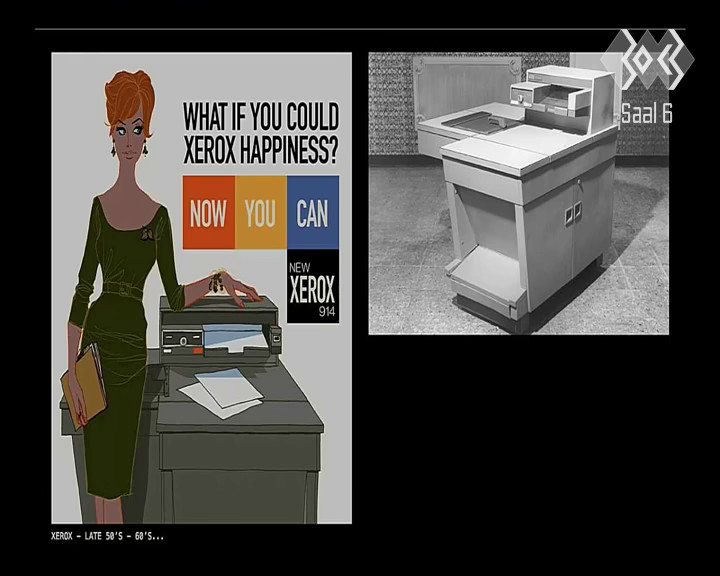 WHAT IF YOU COULD
XEROX HAPPINESS?
NOW YOU CAN
NEW
XEROX
914
Saal 6
XEROX – LATE 50'S – 60'S...